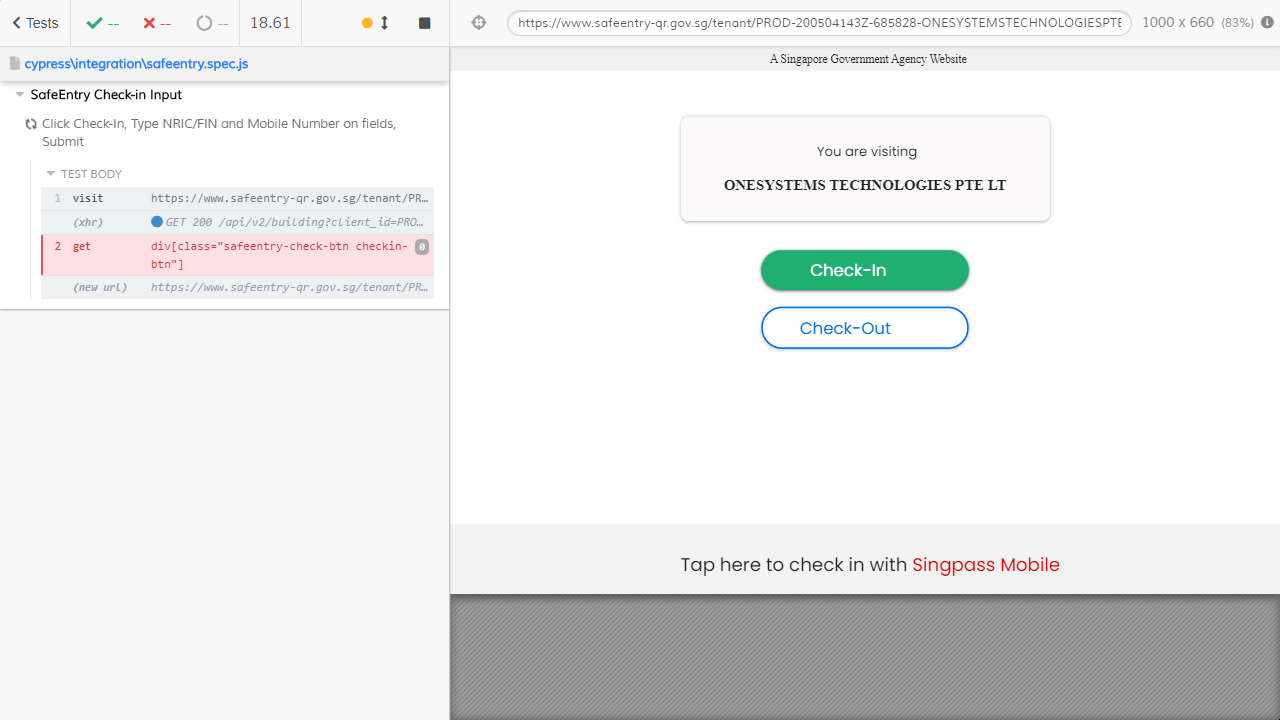 Tests
--
--
--
18.61
https://www.safeentry-qr.gov.sg/tenant/PROD-200504143Z-685828-ONESYSTEMSTECHNOLOGIESPTE
1000 x 660 (83%)
cypress\integration\safeentry.spec.js
SafeEntry Check-in Input
Click Check-In, Type NRIC/FIN and Mobile Number on fields,
Submit
TEST BODY
1 visit https://www.safeentry-qr.gov.sg/tenant/PR…
(xhr) GET 200 /api/v2/building?client_id=PRO…
2 get div[class="safeentry-check-btn checkin- 0
btn"]
(new url) https://www.safeentry-qr.gov.sg/tenant/PR…
A Singapore Government Agency Website
You are visiting
ONESYSTEMS TECHNOLOGIES PTE LT
Check-In
Check-Out
Tap here to check in with Singpass Mobile